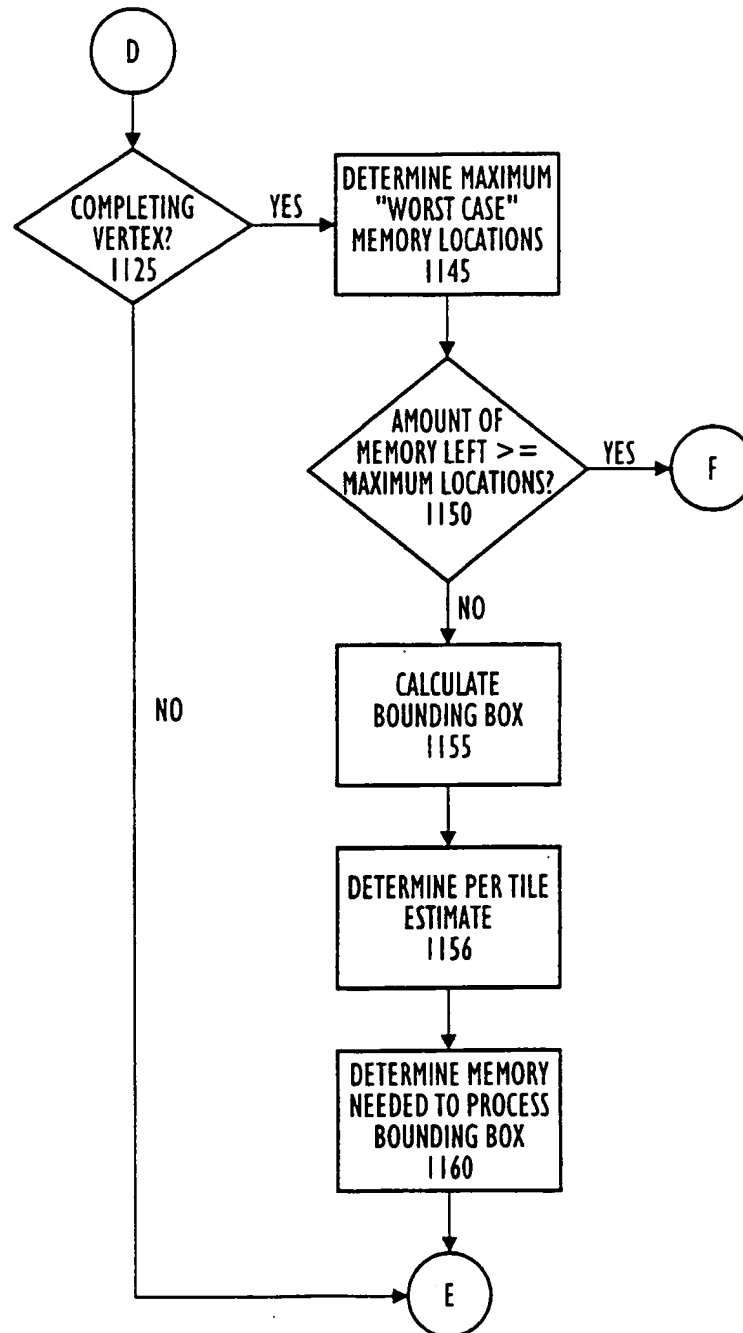 D
COMPLETING
VERTEX?
1125
YES
DETERMINE MAXIMUM
"WORST CASE"
MEMORY LOCATIONS
1145
AMOUNT OF
MEMORY LEFT >=
MAXIMUM LOCATIONS?
1150
YES
F
NO
CALCULATE
BOUNDING BOX
1155
NO
DETERMINE PER TILE
ESTIMATE
1156
DETERMINE MEMORY
NEEDED TO PROCESS
BOUNDING BOX
1160
E